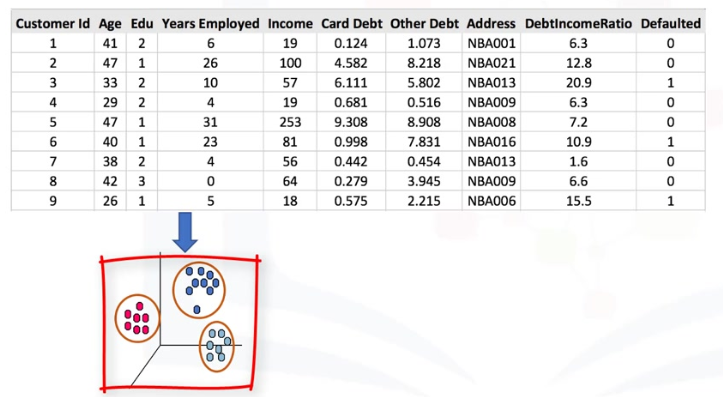 Customer Id Age Edu Years Employed Income Card Debt Other Debt Address DebtIncomeRatio Defaulted
1 41 2 6 19 0.124 1.073 NBA001 6.3 0
2 47 1 26 100 4.582 8.218 NBA021 12.8 0
3 33 2 10 57 6.111 5.802 NBA013 20.9 1
4 29 2 4 19 0.681 0.516 NBA009 6.3 0
5 47 1 31 253 9.308 8.908 NBA008 7.2 0
6 40 1 23 81 0.998 7.831 NBA016 10.9 1
7 38 2 4 56 0.442 0.454 NBA013 1.6 0
8 42 3 0 64 0.279 3.945 NBA009 6.6 0
9 26 1 5 18 0.575 2.215 NBA006 15.5 1